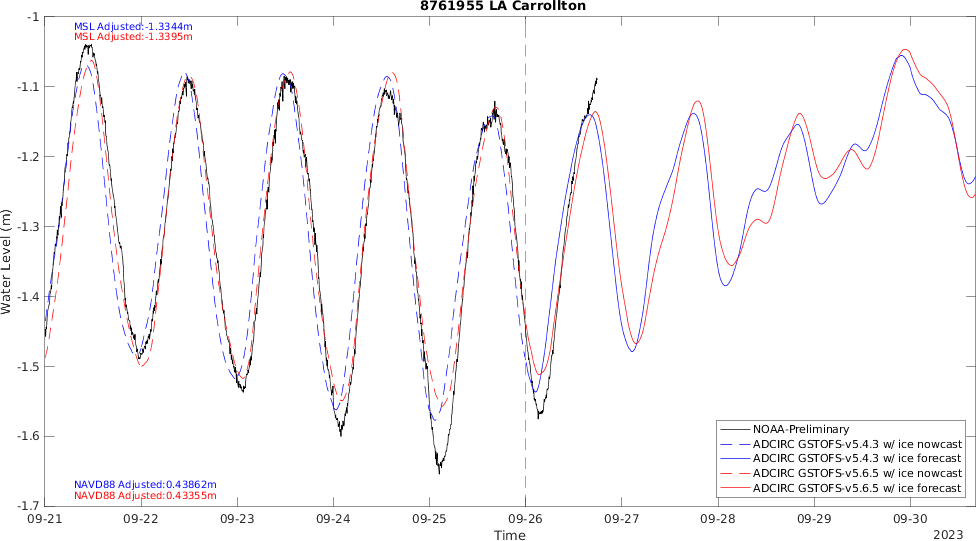 8761955 LA Carrollton
MSL Adjusted:-1.3344m
MSL Adjusted:-1.3395m
-1
-1.1
-1.2
-1.3
-1.4
-1.5
-1.6
-1.7
Water Level (m)
NAVD88 Adjusted:0.43862m
NAVD88 Adjusted:0.43355m
NOAA-Preliminary
ADCIRC GSTOFS-v5.4.3 w/ ice nowcast
ADCIRC GSTOFS-v5.4.3 w/ ice forecast
ADCIRC GSTOFS-v5.6.5 w/ ice nowcast
ADCIRC GSTOFS-v5.6.5 w/ ice forecast
09-21 09-22 09-23 09-24 09-25 09-26 09-27 09-28 09-29 09-30
Time
2023